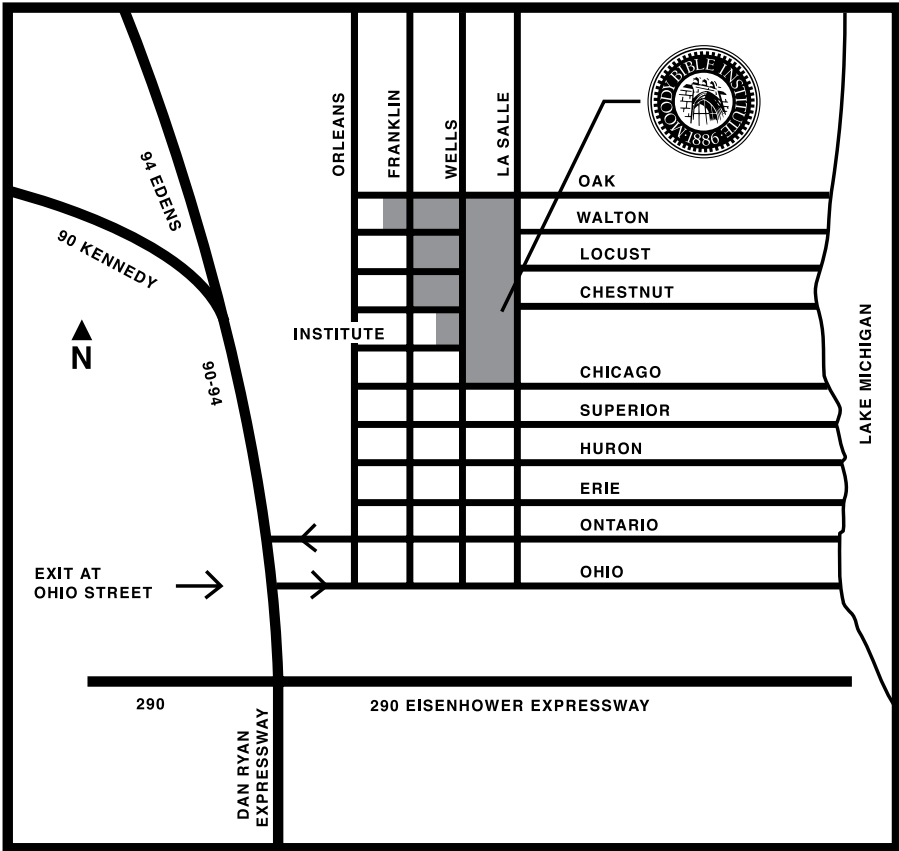 ORLEANS
FRANKLIN
WELLS
LA SALLE
MOODY BIBLE INSTITUTE
1886
94 EDENS
90 KENNEDY
OAK
WALTON
LOCUST
CHESTNUT
N
INSTITUTE
90-94
CHICAGO
SUPERIOR
HURON
ERIE
ONTARIO
OHIO
LAKE MICHIGAN
EXIT AT
OHIO STREET
290
290 EISENHOWER EXPRESSWAY
DAN RYAN
EXPRESSWAY